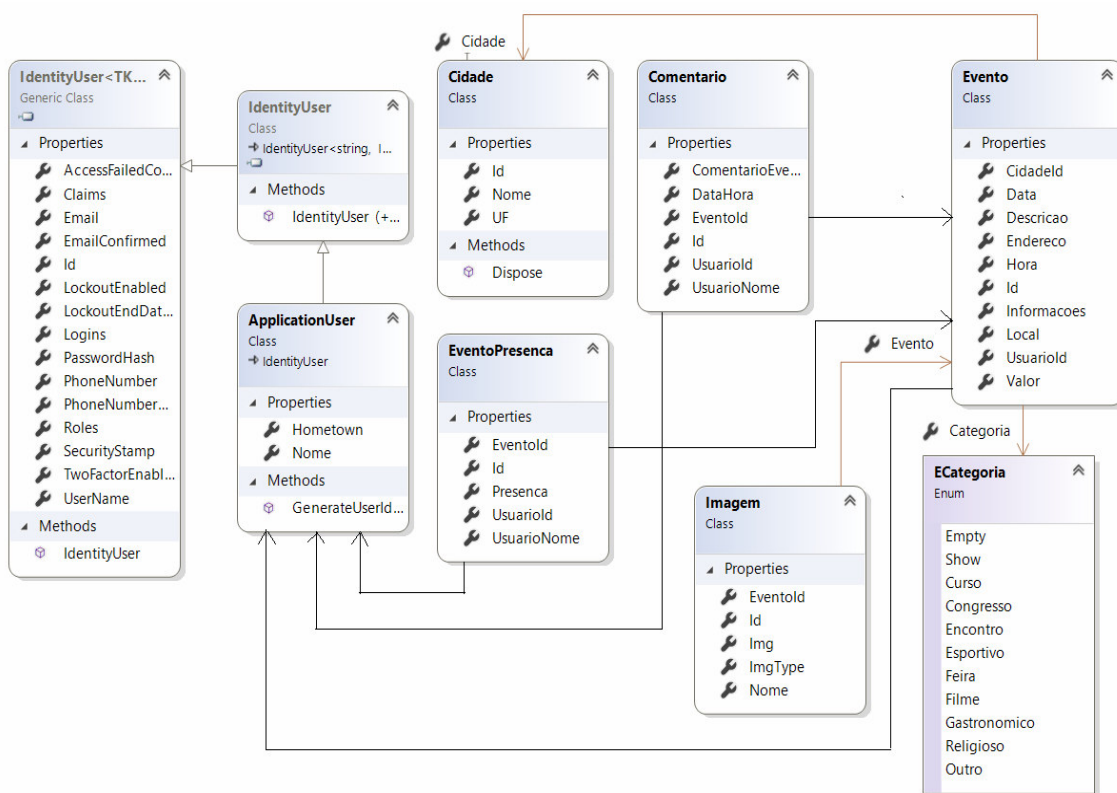 Cidade
IdentityUser<TK...
Generic Class
Properties
AccessFailedCo...
Claims
Email
EmailConfirmed
Id
LockoutEnabled
LockoutEndDat...
Logins
PasswordHash
PhoneNumber
PhoneNumber...
Roles
SecurityStamp
TwoFactorEnabl...
UserName
Methods
IdentityUser
IdentityUser
Class
IdentityUser<string, I...
Methods
IdentityUser (+...
ApplicationUser
Class
IdentityUser
Properties
Hometown
Nome
Methods
GenerateUserId...
Cidade
Class
Properties
Id
Nome
UF
Methods
Dispose
EventoPresenca
Class
Properties
EventoId
Id
Presenca
UsuarioId
UsuarioNome
Comentario
Class
Properties
ComentarioEve...
DataHora
EventoId
Id
UsuarioId
UsuarioNome
Evento
Imagem
Class
Properties
EventoId
Id
Img
ImgType
Nome
Evento
Class
Properties
CidadeId
Data
Descricao
Endereco
Hora
Id
Informacoes
Local
UsuarioId
Valor
Categoria
ECategoria
Enum
Empty
Show
Curso
Congresso
Encontro
Esportivo
Feira
Filme
Gastronomico
Religioso
Outro